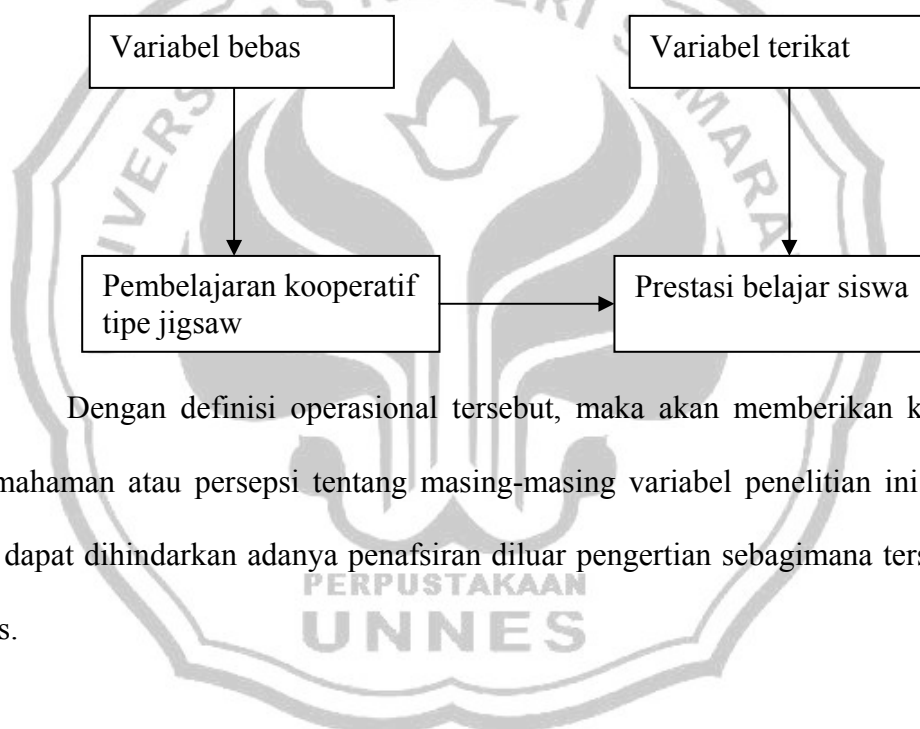 Variabel bebas
Variabel terikat
Pembelajaran kooperatif
tipe jigsaw
Prestasi belajar siswa
Dengan definisi operasional tersebut, maka akan memberikan k
mahaman atau persepsi tentang masing-masing variabel penelitian ini
dapat dihindarkan adanya penafsiran diluar pengertian sebagimana ters
s.
PERPUSTAKAAN
UNNES